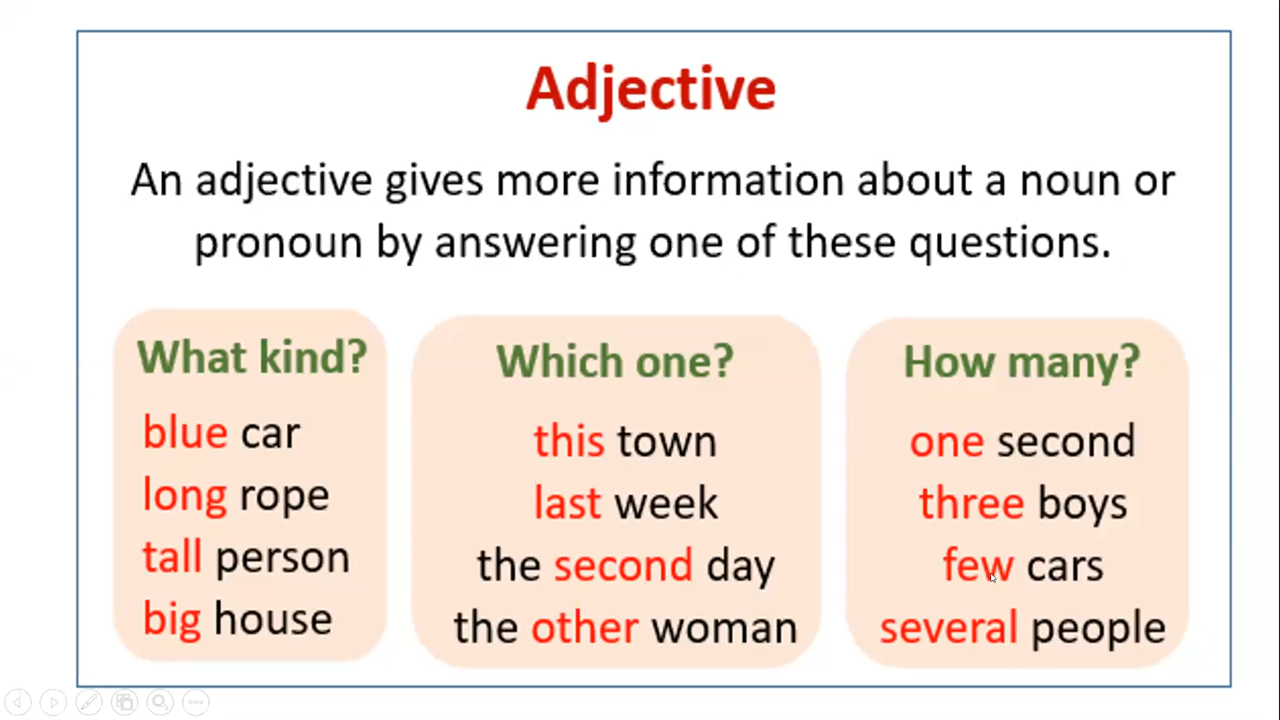 Adjective
An adjective gives more information about a noun or
pronoun by answering one of these questions.
What kind?
blue car
long rope
tall person
big house
Which one?
this town
last week
the second day
the other woman
How many?
one second
three boys
few cars
several people